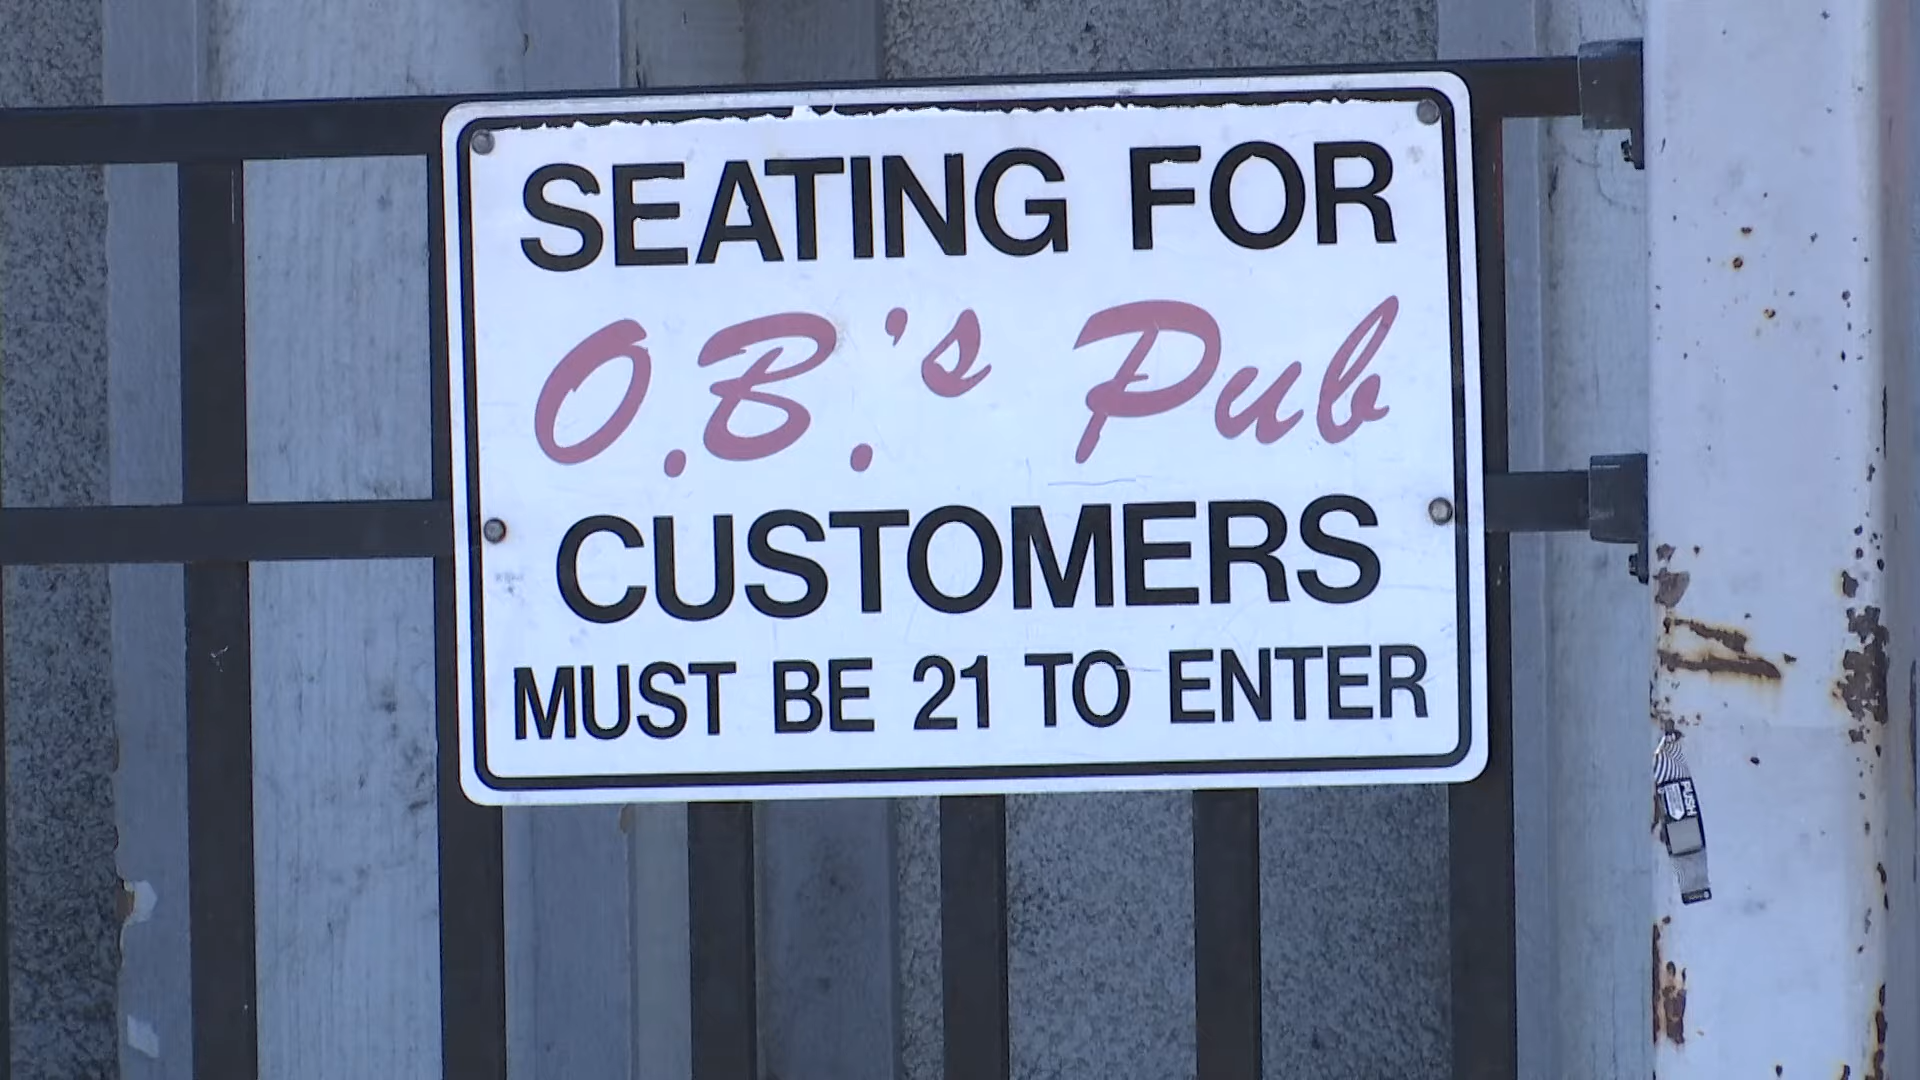 SEATING FOR
O.B.'s Pub
CUSTOMERS
MUST BE 21 TO ENTER
PUSH